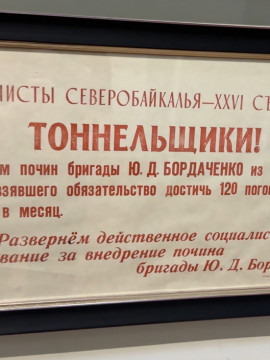 ИСТЫ СЕВЕРОБАЙКАЛЬЯ—XXVI С
ТОННЕЛЬЩИКИ!
м почин бригады Ю. Д. БОРДАЧЕНКО из
взявшего обязательство достичь 120 пого
в месяц.
Развернём действенное социалис
вание за внедрение почина
бригады Ю. Д. Бор